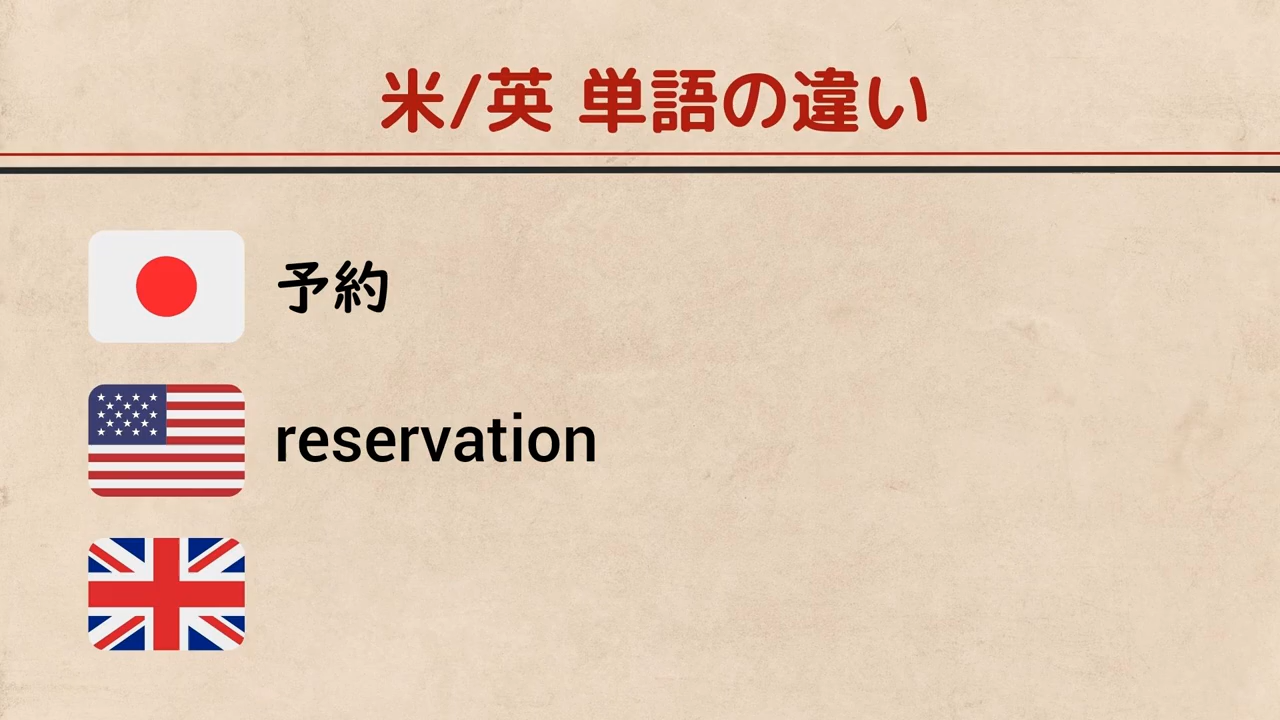 米/英 単語の違い
予約
reservation